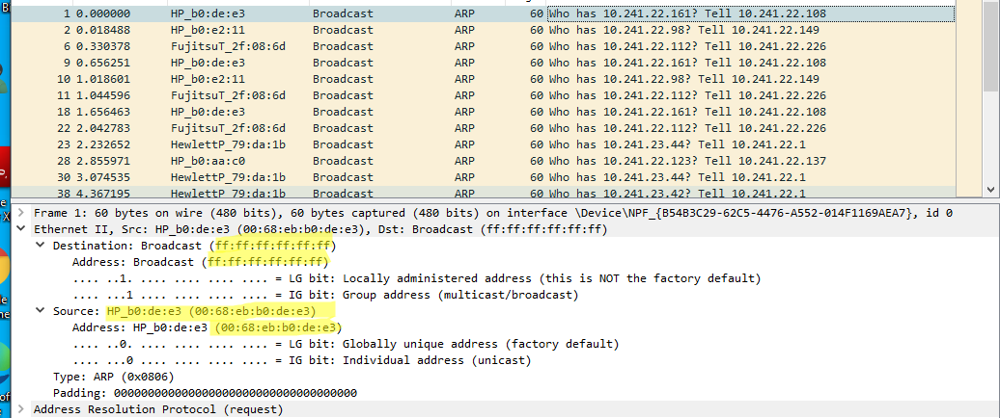 1 0.000000 HP_b0:de:e3 Broadcast ARP 60 Who has 10.241.22.161? Tell 10.241.22.108
2 0.018488 HP_b0:e2:11 Broadcast ARP 60 Who has 10.241.22.98? Tell 10.241.22.149
6 0.330378 FujitsuT_2f:08:6d Broadcast ARP 60 Who has 10.241.22.112? Tell 10.241.22.226
9 0.656251 HP_b0:de:e3 Broadcast ARP 60 Who has 10.241.22.161? Tell 10.241.22.108
10 1.018601 HP_b0:e2:11 Broadcast ARP 60 Who has 10.241.22.98? Tell 10.241.22.149
11 1.044596 FujitsuT_2f:08:6d Broadcast ARP 60 Who has 10.241.22.112? Tell 10.241.22.226
18 1.656463 HP_b0:de:e3 Broadcast ARP 60 Who has 10.241.22.161? Tell 10.241.22.108
22 2.042783 FujitsuT_2f:08:6d Broadcast ARP 60 Who has 10.241.22.112? Tell 10.241.22.226
23 2.232652 HewlettP_79:da:1b Broadcast ARP 60 Who has 10.241.23.44? Tell 10.241.22.1
28 2.855971 HP_b0:aa:c0 Broadcast ARP 60 Who has 10.241.22.123? Tell 10.241.22.137
30 3.074535 HewlettP_79:da:1b Broadcast ARP 60 Who has 10.241.23.44? Tell 10.241.22.1
38 4.367195 HewlettP_79:da:1b Broadcast ARP 60 Who has 10.241.23.42? Tell 10.241.22.1
Frame 1: 60 bytes on wire (480 bits), 60 bytes captured (480 bits) on interface \Device\NPF_{B54B3C29-62C5-4476-A552-014F1169AEA7}, id 0
Ethernet II, Src: HP_b0:de:e3 (00:68:eb:b0:de:e3), Dst: Broadcast (ff:ff:ff:ff:ff:ff)
Destination: Broadcast (ff:ff:ff:ff:ff:ff)
Address: Broadcast (ff:ff:ff:ff:ff:ff)
.... ..1. .... .... .... .... = LG bit: Locally administered address (this is NOT the factory default)
.... ...1 .... .... .... .... = IG bit: Group address (multicast/broadcast)
Source: HP_b0:de:e3 (00:68:eb:b0:de:e3)
Address: HP_b0:de:e3 (00:68:eb:b0:de:e3)
.... ..0. .... .... .... .... = LG bit: Globally unique address (factory default)
.... ...0 .... .... .... .... = IG bit: Individual address (unicast)
Type: ARP (0x0806)
Padding: 000000000000000000000000000000000000
Address Resolution Protocol (request)